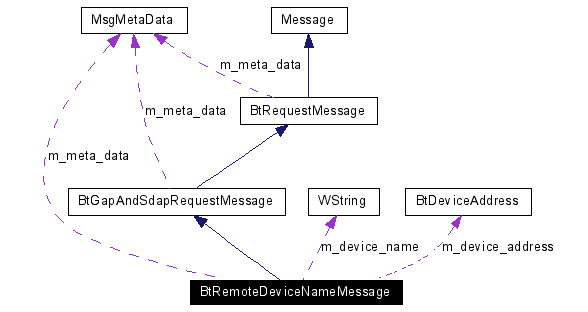 MsgMetaData
Message
m_meta_data
BtRequestMessage
m_meta_data
m_meta_data
BtGapAndSdapRequestMessage
WString
BtDeviceAddress
m_device_name
m_device_address
BtRemoteDeviceNameMessage